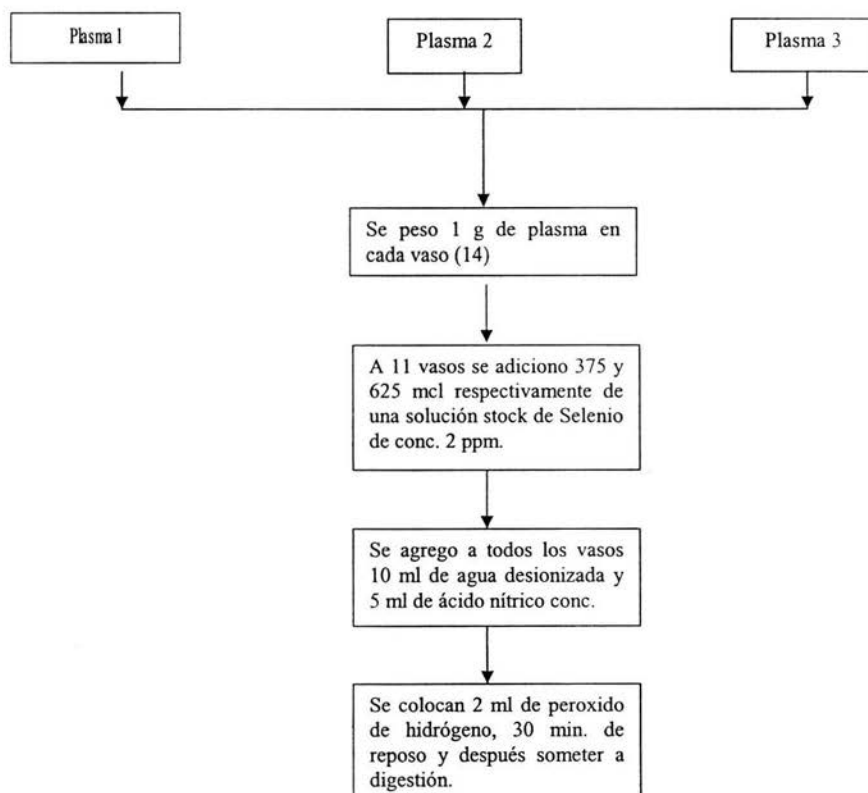 Plasma 1
Plasma 2
Plasma 3
Se peso 1 g de plasma en
cada vaso (14)
A 11 vasos se adiciono 375 y
625 mcl respectivamente de
una solución stock de Selenio
de conc. 2 ppm.
Se agrego a todos los vasos
10 ml de agua desionizada y
5 ml de ácido nítrico conc.
Se colocan 2 ml de peroxido
de hidrógeno, 30 min. de
reposo y después someter a
digestión.